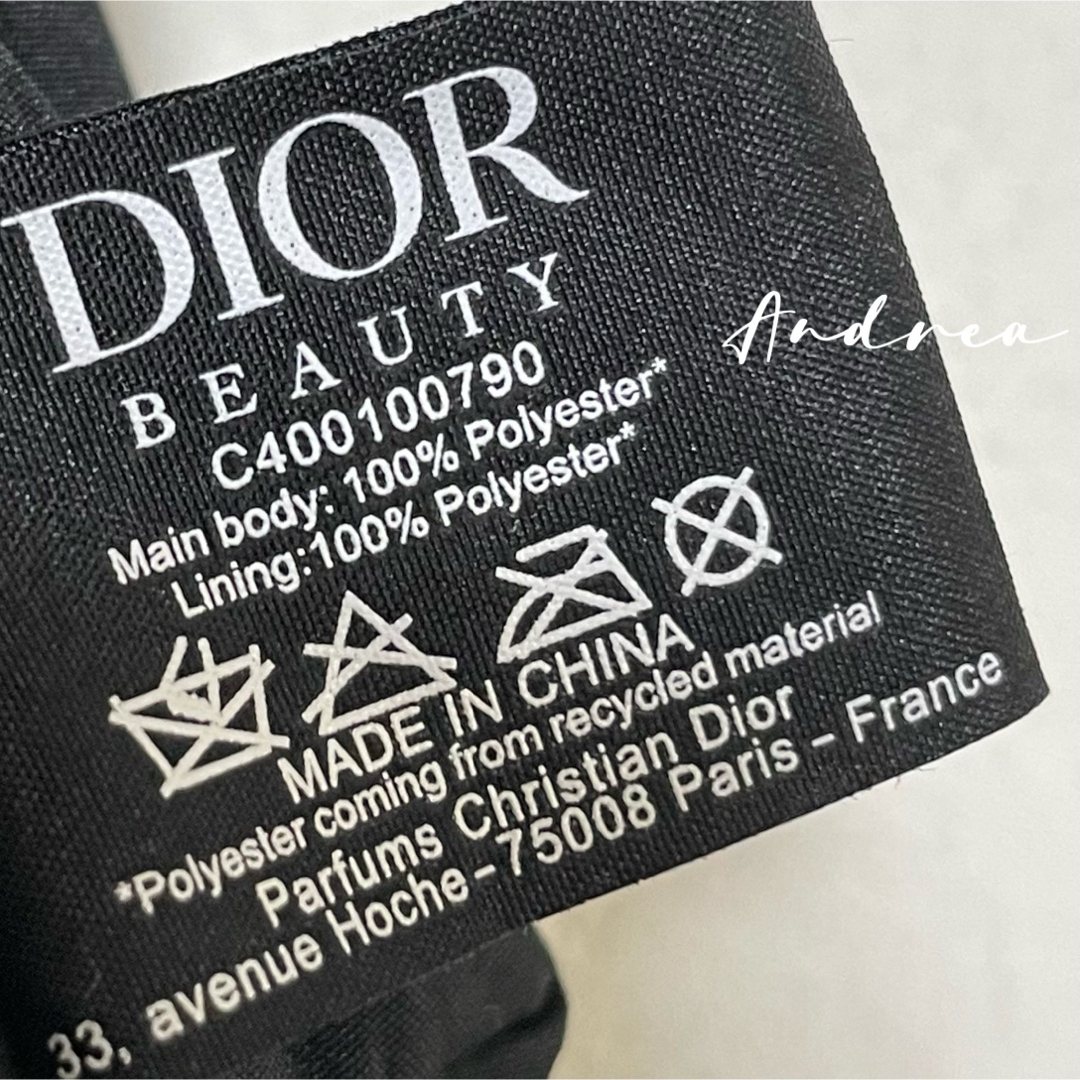 DIOR
BEAUTY
C400100790
Main body: 100% Polyester*
Lining:100% Polyester*
MADE IN CHINA
*Polyester coming from recycled material
Parfums Christian Dior
33, avenue Hoche-75008 Paris - France
Andrea